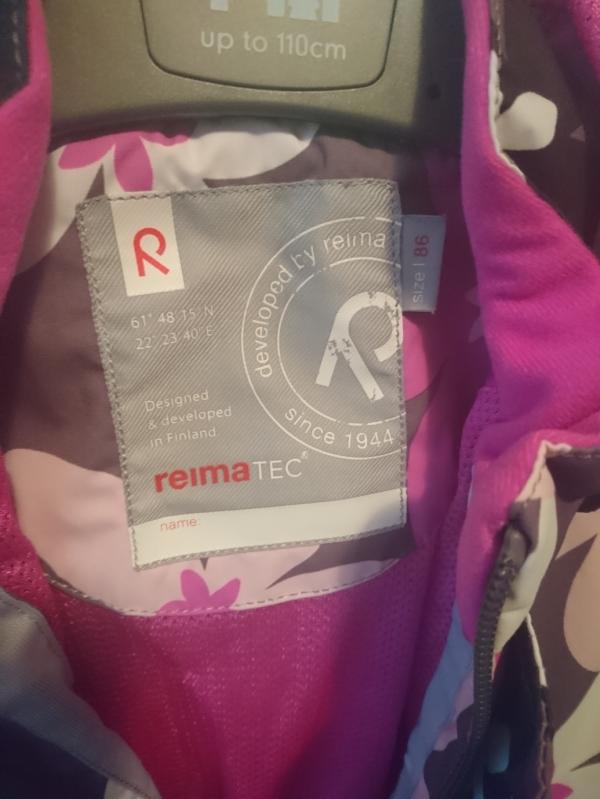 up to 110cm
developed by reima
size | 86
61° 48'15"N
22° 23'40"E
Designed
& developed
in Finland.
since 1944
reimaTEC®
name: